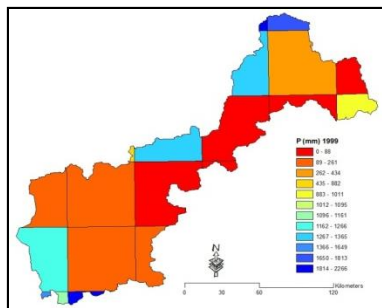 P (mm) 1999
0 - 88
89 - 261
262 - 434
435 - 882
883 - 1011
1012 - 1095
1096 - 1161
1162 - 1266
1267 - 1365
1366 - 1649
1650 - 1813
1814 - 2266
N
Kilometers
0 30 60 120